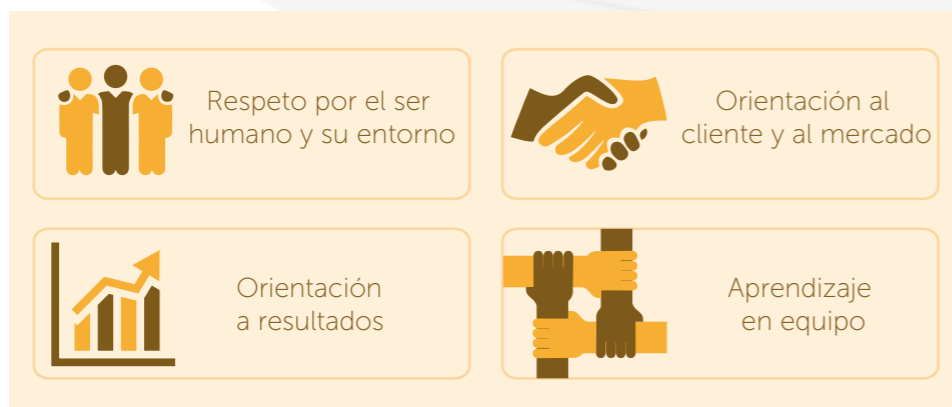 Respeto por el ser
humano y su entorno
Orientación al
cliente y al mercado
Orientación
a resultados
Aprendizaje
en equipo